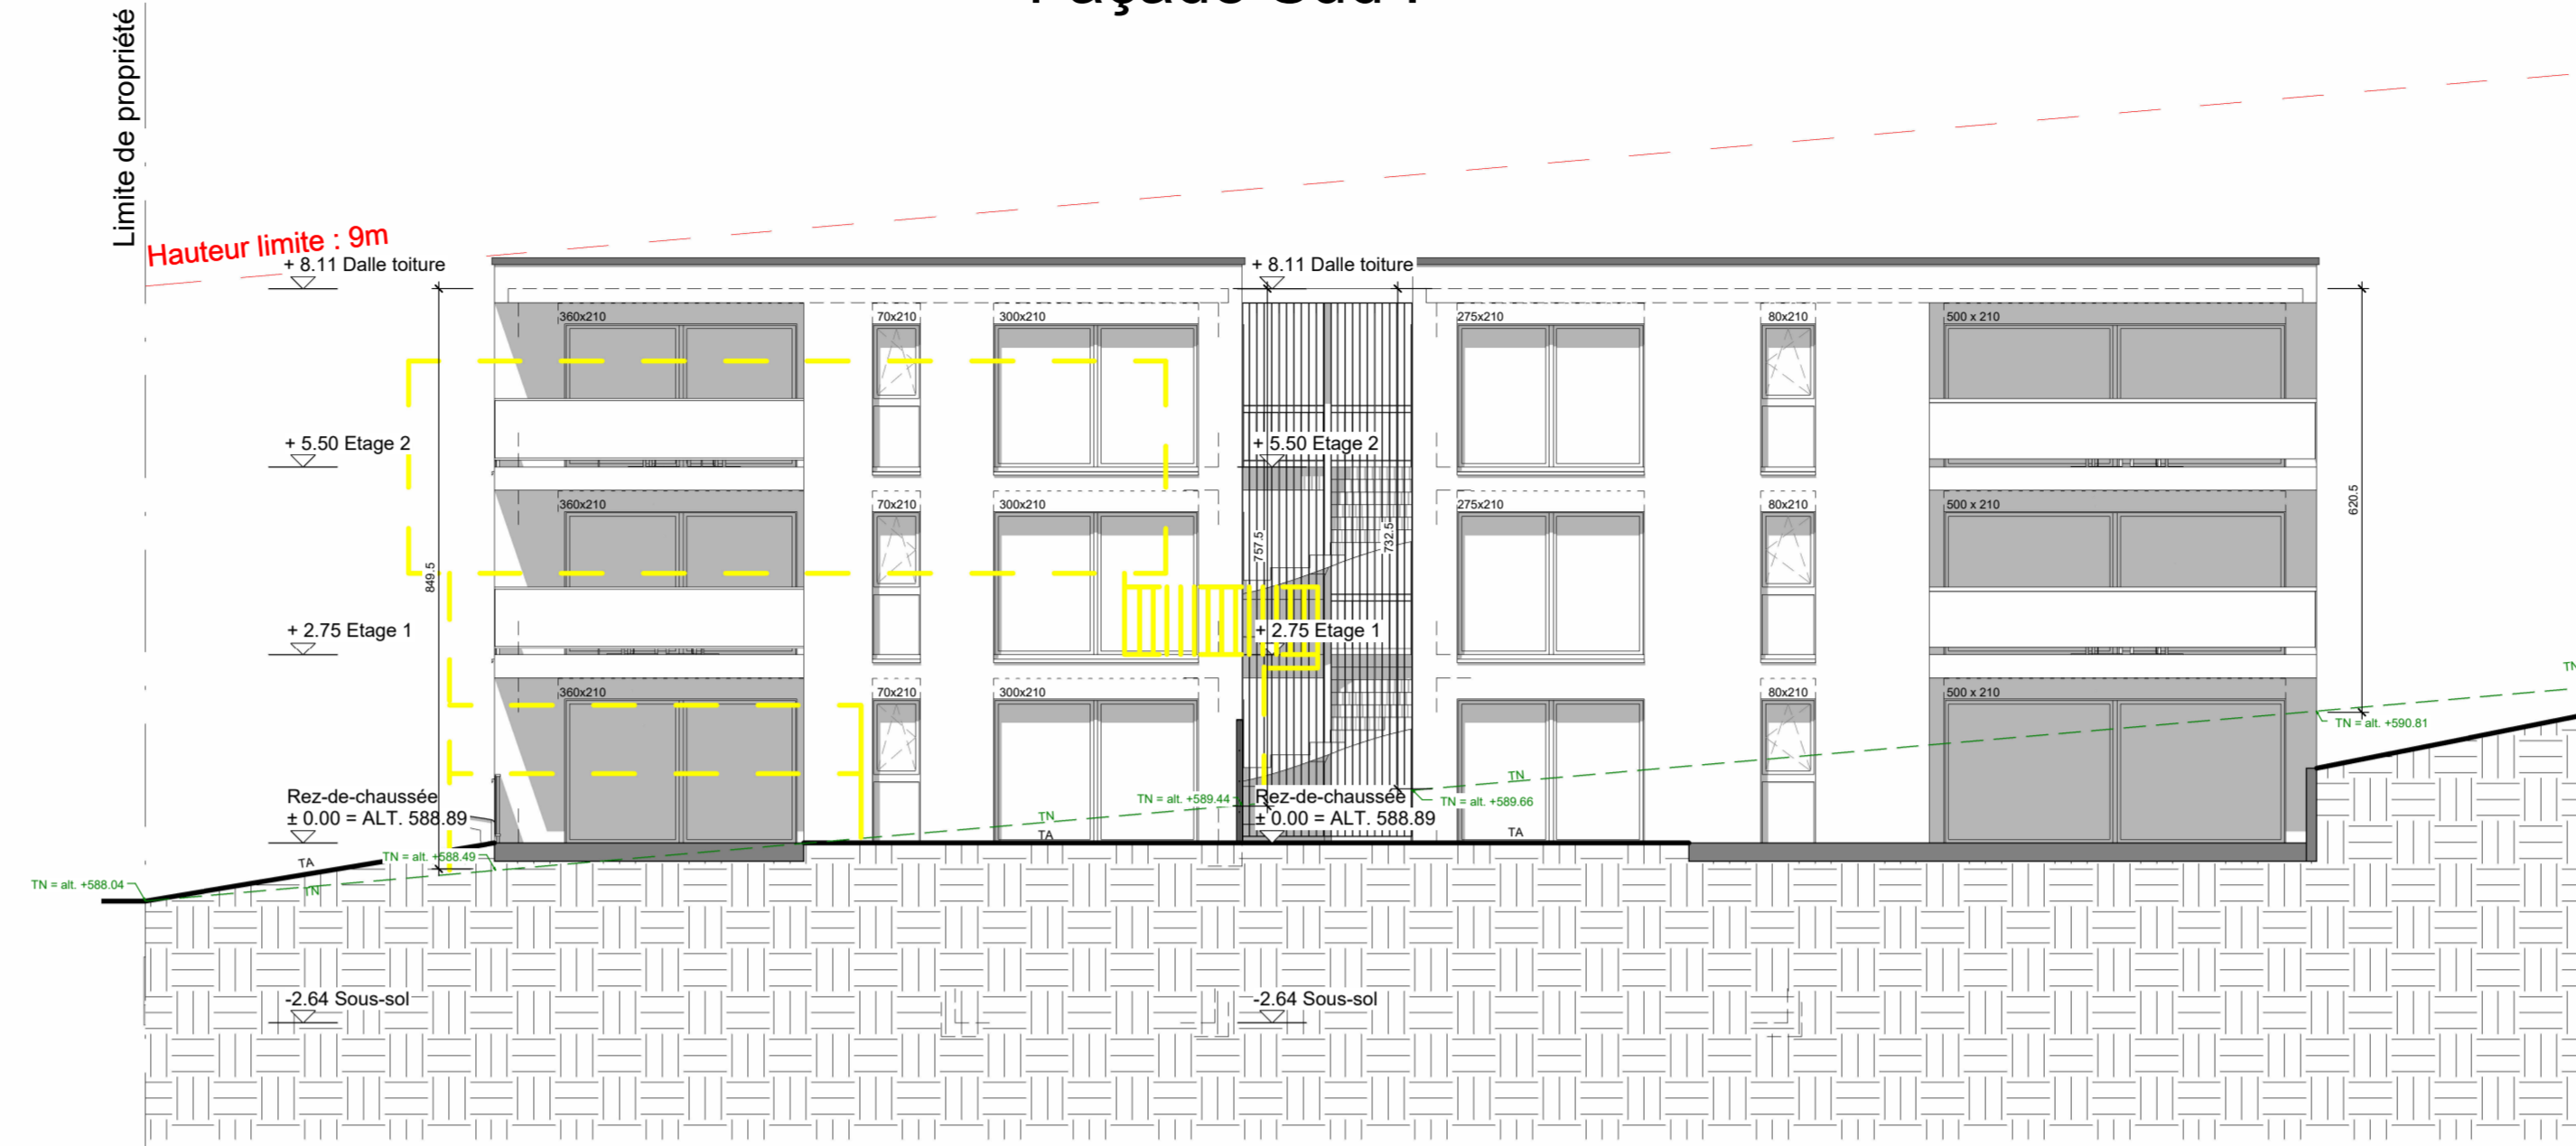 Limite de propriété
Hauteur limite : 9m
+ 8.11 Dalle toiture
+ 8.11 Dalle toiture
360x210
70x210
300x210
275x210
80x210
500 x 210
+ 5.50 Etage 2
+ 5.50 Etage 2
360x210
70x210
300x210
275x210
80x210
500 x 210
849.5
757.5
732.5
620.5
+ 2.75 Etage 1
+ 2.75 Etage 1
TN
360x210
70x210
300x210
275x210
80x210
500 x 210
TN = alt. +590.81
TN
Rez-de-chaussée
± 0.00 = ALT. 588.89
TN = alt. +589.44
Rez-de-chaussée
± 0.00 = ALT. 588.89
TN = alt. +589.66
TN
TA
TA
TN = alt. +588.49
TA
TN = alt. +588.04
TN
-2.64 Sous-sol
-2.64 Sous-sol